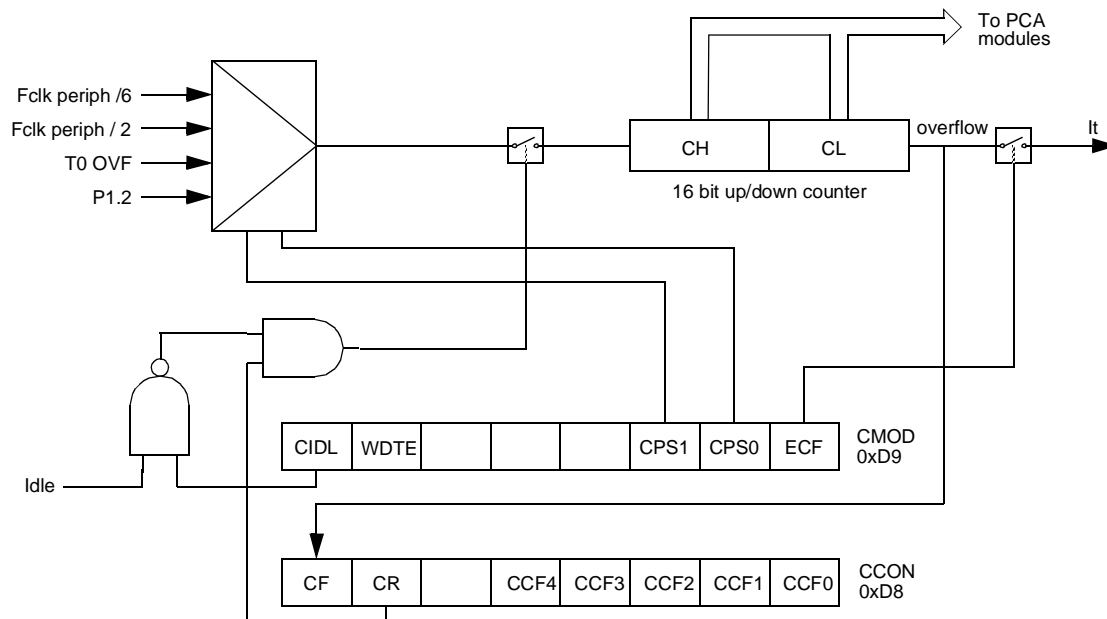 To PCA
modules
Fclk periph /6
Fclk periph / 2
T0 OVF
P1.2
CH CL
overflow It
16 bit up/down counter
CIDL WDTE CPS1 CPS0 ECF
CMOD
0xD9
Idle
CF CR CCF4 CCF3 CCF2 CCF1 CCF0
CCON
0xD8